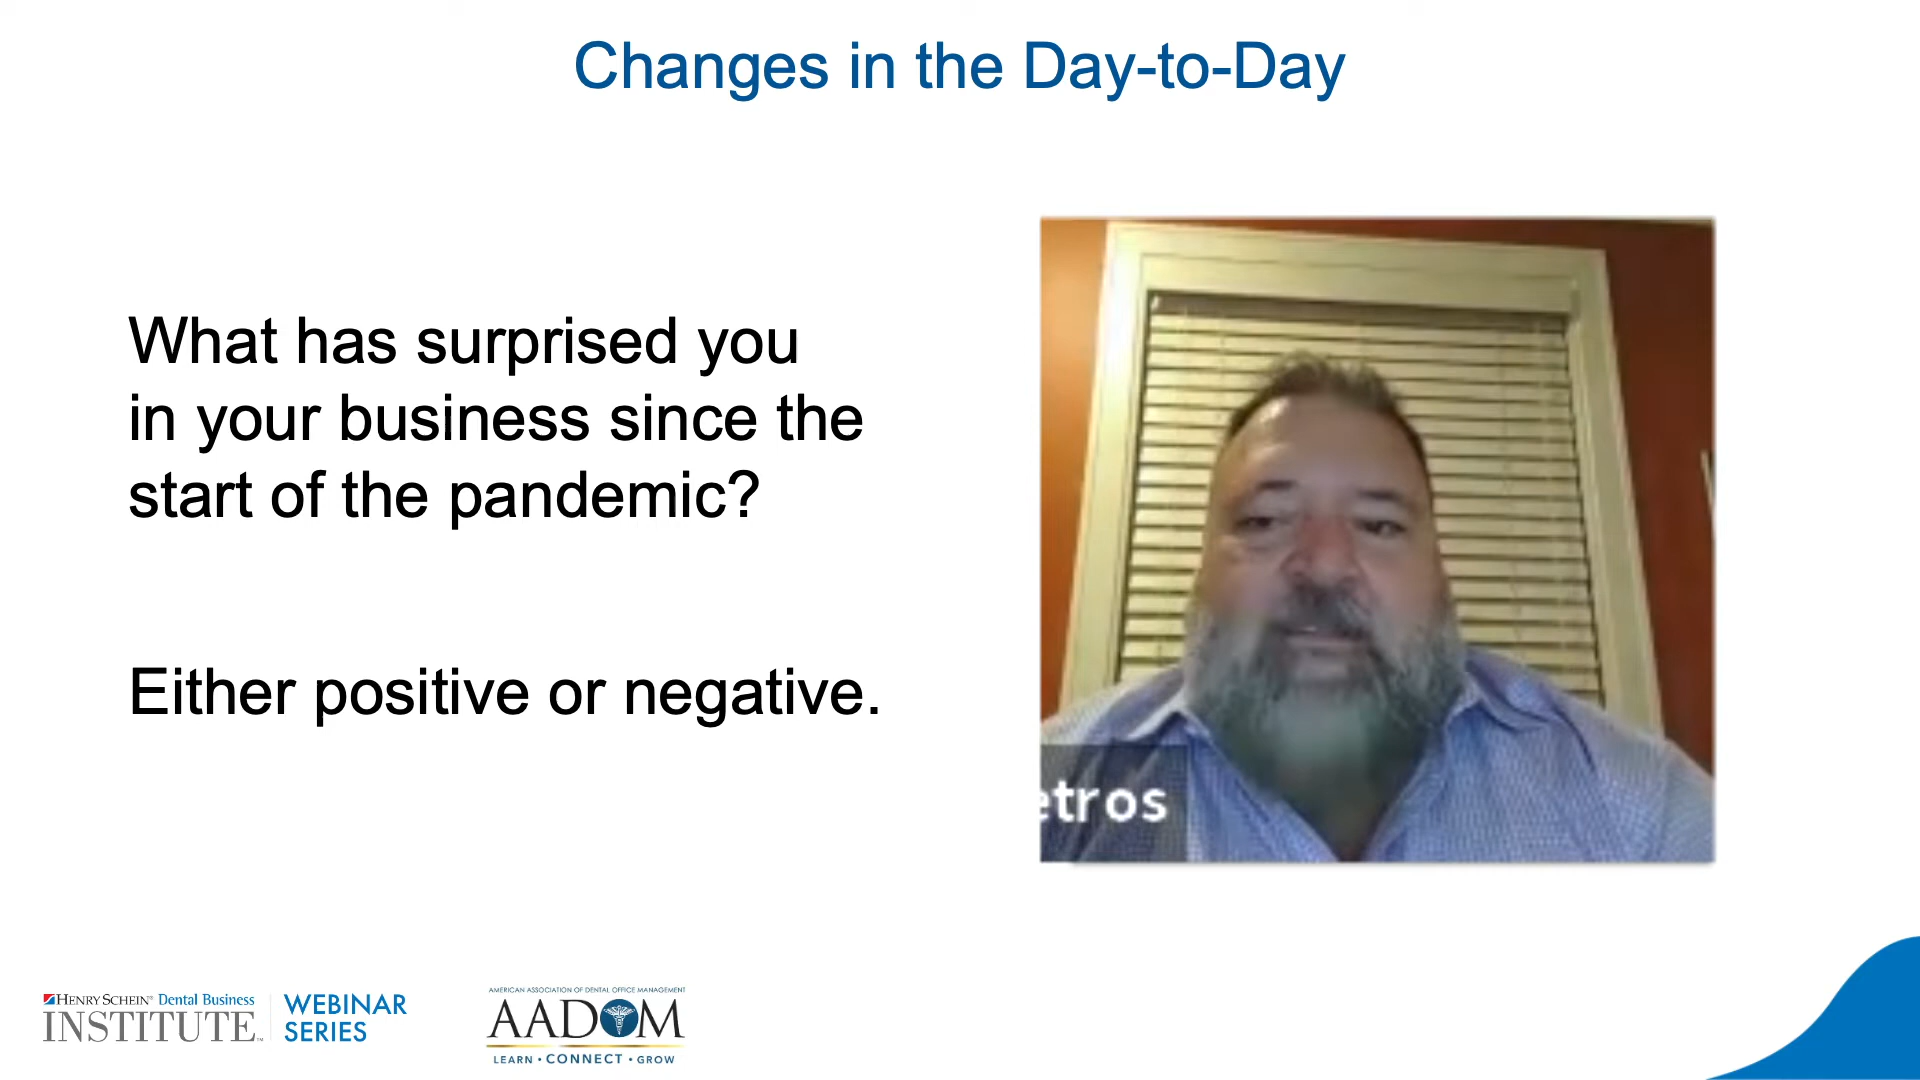 Changes in the Day-to-Day
What has surprised you
in your business since the
start of the pandemic?
Either positive or negative.
etros
HENRY SCHEIN® Dental Business
INSTITUTE™
WEBINAR
SERIES
AMERICAN ASSOCIATION OF DENTAL OFFICE MANAGEMENT
AADOM
LEARN • CONNECT • GROW